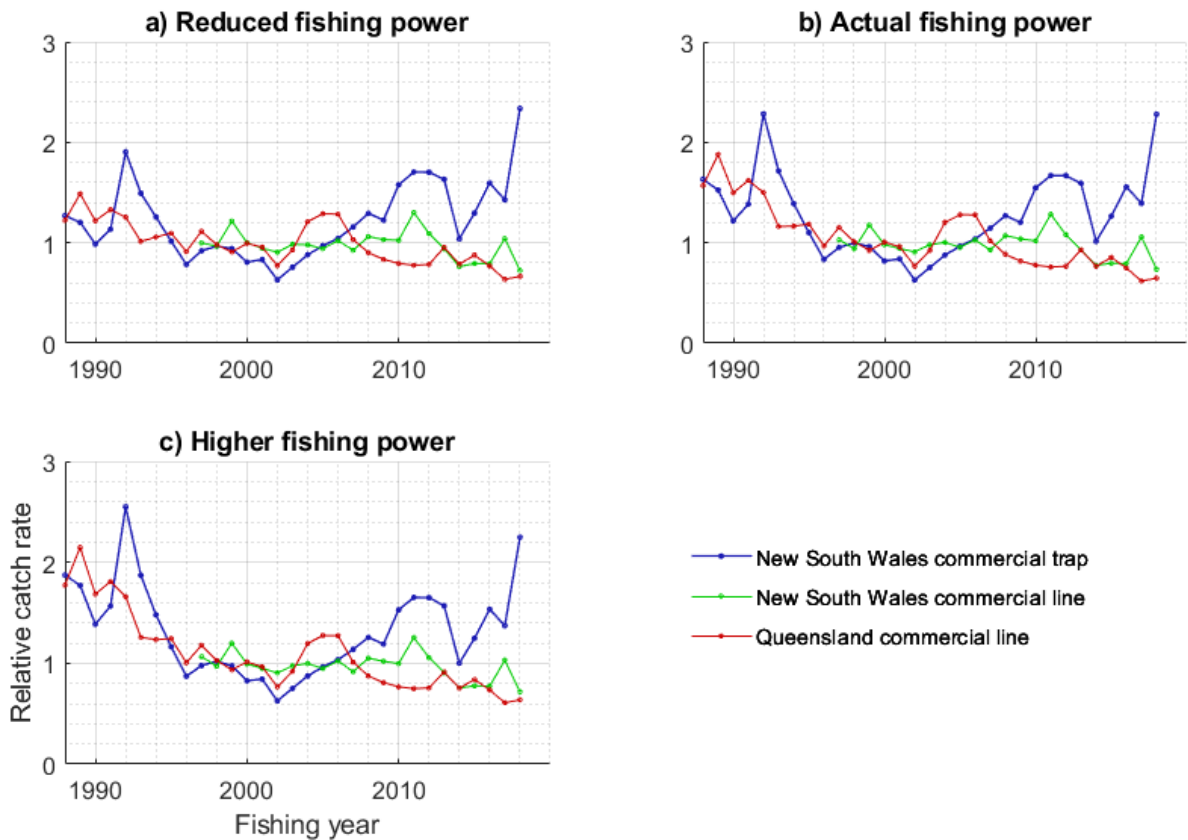 a) Reduced fishing power
3
2
1
0
1990 2000 2010
b) Actual fishing power
3
2
1
0
1990 2000 2010
c) Higher fishing power
3
2
1
0
Relative catch rate
1990 2000 2010
Fishing year
New South Wales commercial trap
New South Wales commercial line
Queensland commercial line